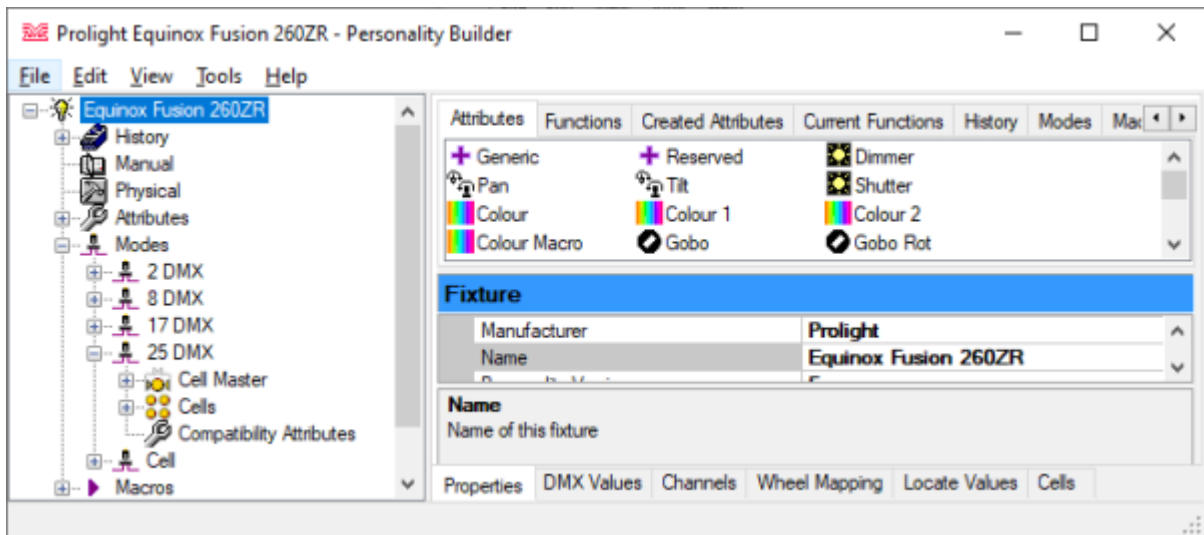 Prolight Equinox Fusion 260ZR - Personality Builder
File Edit View Tools Help
Equinox Fusion 260ZR
History
Manual
Physical
Attributes
Modes
2 DMX
8 DMX
17 DMX
25 DMX
Cell Master
Cells
Compatibility Attributes
Cell
Macros
Attributes Functions Created Attributes Current Functions History Modes
Generic Reserved Dimmer
Pan Tilt Shutter
Colour Colour 1 Colour 2
Colour Macro Gobo Gobo Rot
Fixture
Manufacturer Prolight
Name Equinox Fusion 260ZR
Name
Name of this fixture
Properties DMX Values Channels Wheel Mapping Locate Values Cells